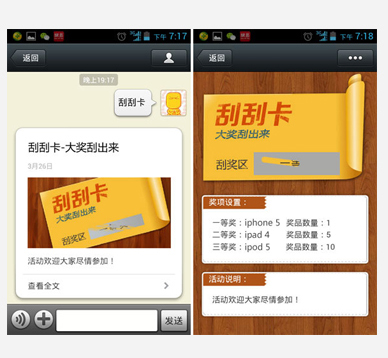 下午 7:17
返回
晚上19:17
刮刮卡
刮刮卡-大奖刮出来
3月26日
刮刮卡
大奖刮出来
刮奖区
活动欢迎大家尽情参加！
查看全文
发送
下午 7:18
返回
刮刮卡
大奖刮出来
刮奖区
奖项设置：
一等奖：iphone 5 奖品数量：1
二等奖：ipad 4 奖品数量：5
三等奖：ipod 5 奖品数量：10
活动说明：
活动欢迎大家尽情参加！